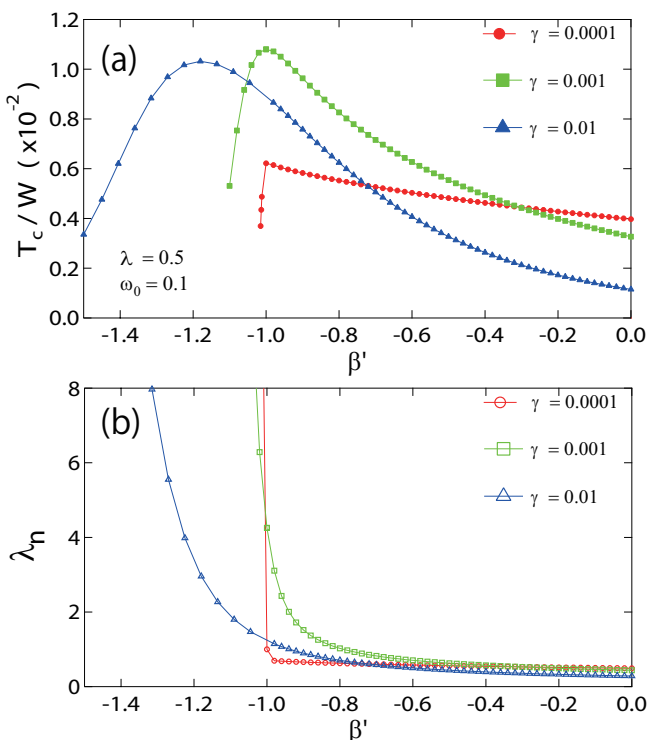 (a)
γ = 0.0001
γ = 0.001
γ = 0.01
T_c / W ( x10⁻²)
1.2
1.0
0.8
0.6
0.4
0.2
0.0
λ = 0.5
ω₀ = 0.1
-1.4 -1.2 -1.0 -0.8 -0.6 -0.4 -0.2 0.0
β'
(b)
γ = 0.0001
γ = 0.001
γ = 0.01
λ_n
8
6
4
2
0
-1.4 -1.2 -1.0 -0.8 -0.6 -0.4 -0.2 0.0
β'